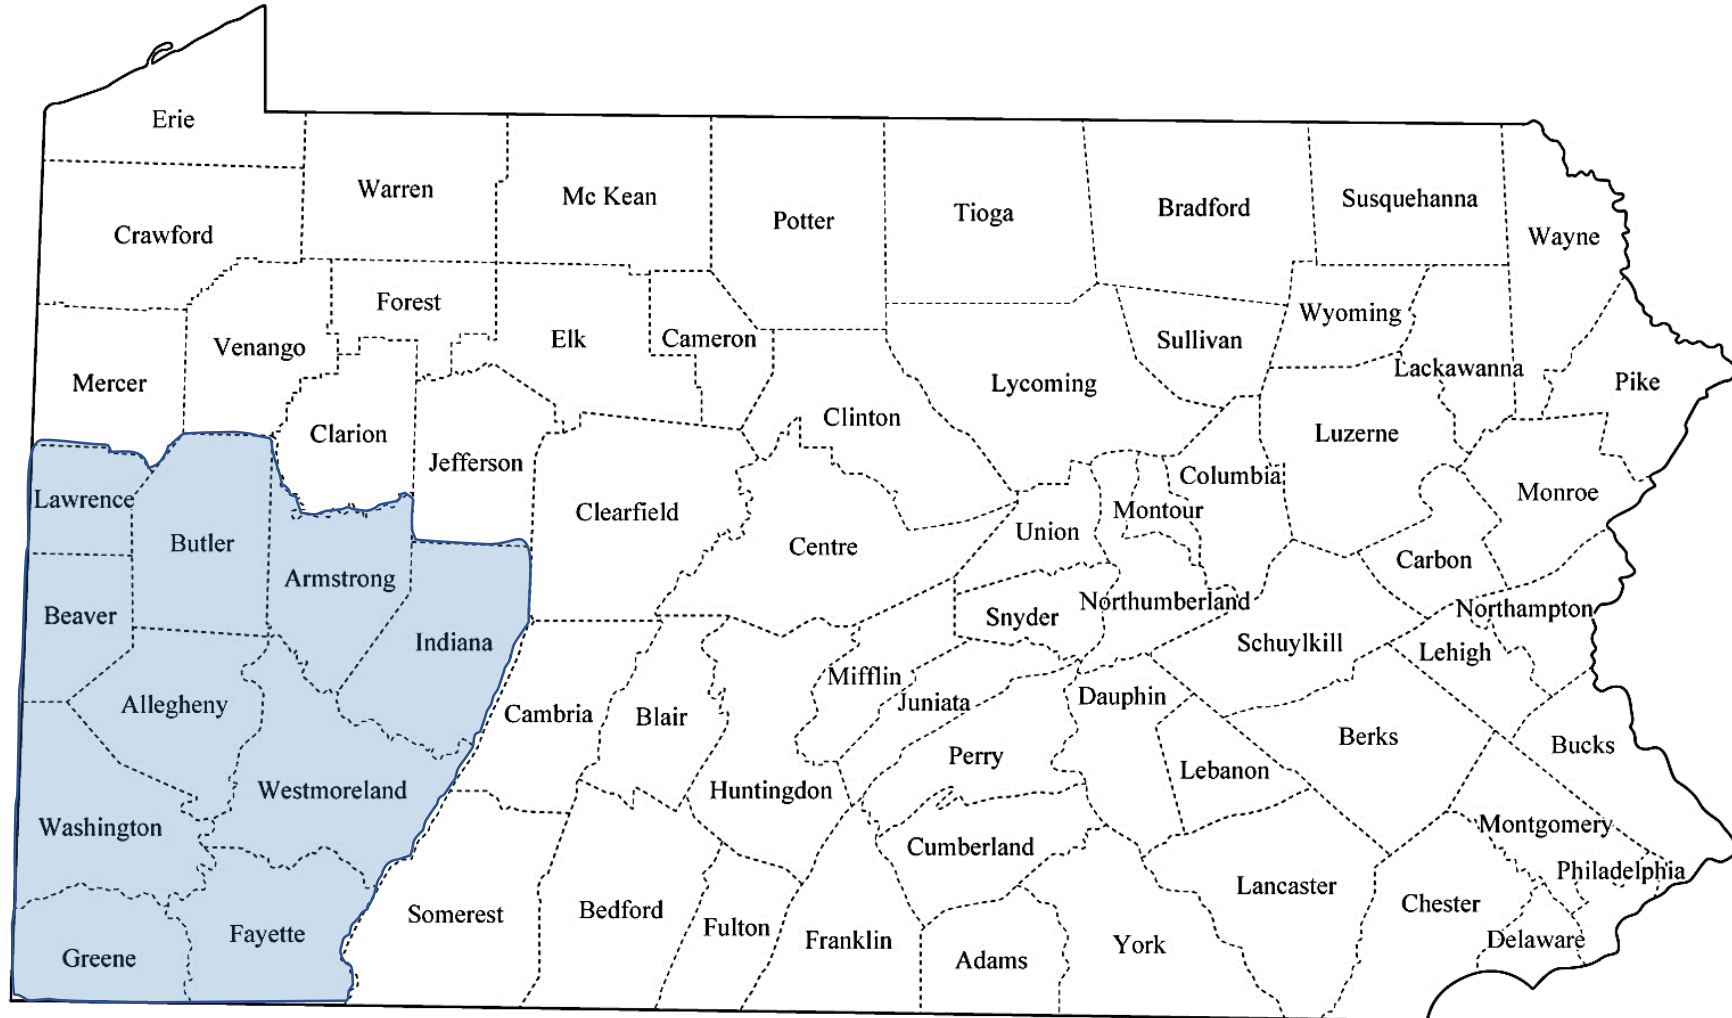 Erie
Warren
Mc Kean
Potter
Tioga
Bradford
Susquehanna
Wayne
Crawford
Forest
Wyoming
Venango
Elk
Cameron
Sullivan
Lackawanna
Pike
Mercer
Lycoming
Clinton
Luzerne
Clarion
Jefferson
Columbia
Monroe
Lawrence
Butler
Clearfield
Centre
Union
Montour
Carbon
Armstrong
Beaver
Indiana
Snyder
Northumberland
Schuylkill
Northampton
Lehigh
Mifflin
Juniata
Dauphin
Allegheny
Cambria
Blair
Berks
Bucks
Perry
Lebanon
Westmoreland
Huntingdon
Washington
Cumberland
Montgomery
Philadelphia
Lancaster
Chester
Somerest
Bedford
Fulton
Franklin
Adams
York
Delaware
Greene
Fayette